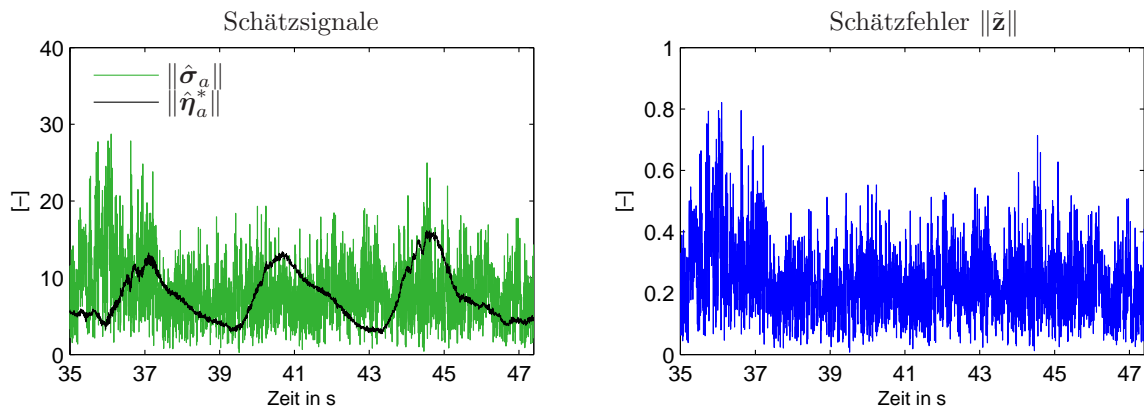 Schätzsignale
40
30
20
10
0
[−]
‖σ̂ₐ‖
‖η̂ₐ*‖
35 37 39 41 43 45 47
Zeit in s
Schätzfehler ‖z̃‖
1
0.8
0.6
0.4
0.2
0
[−]
35 37 39 41 43 45 47
Zeit in s